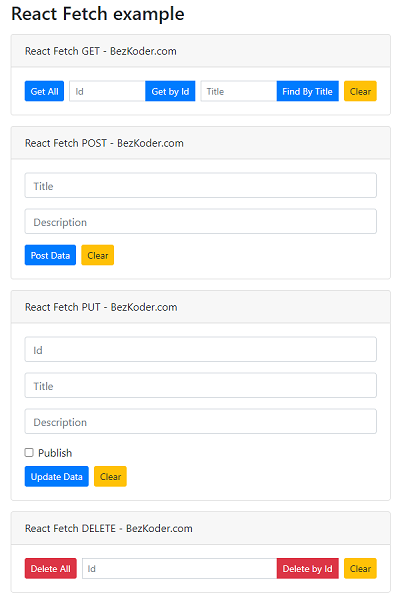 React Fetch example
React Fetch GET - BezKoder.com
Get All Id Get by Id Title Find By Title Clear
React Fetch POST - BezKoder.com
Title
Description
Post Data Clear
React Fetch PUT - BezKoder.com
Id
Title
Description
Publish
Update Data Clear
React Fetch DELETE - BezKoder.com
Delete All Id Delete by Id Clear